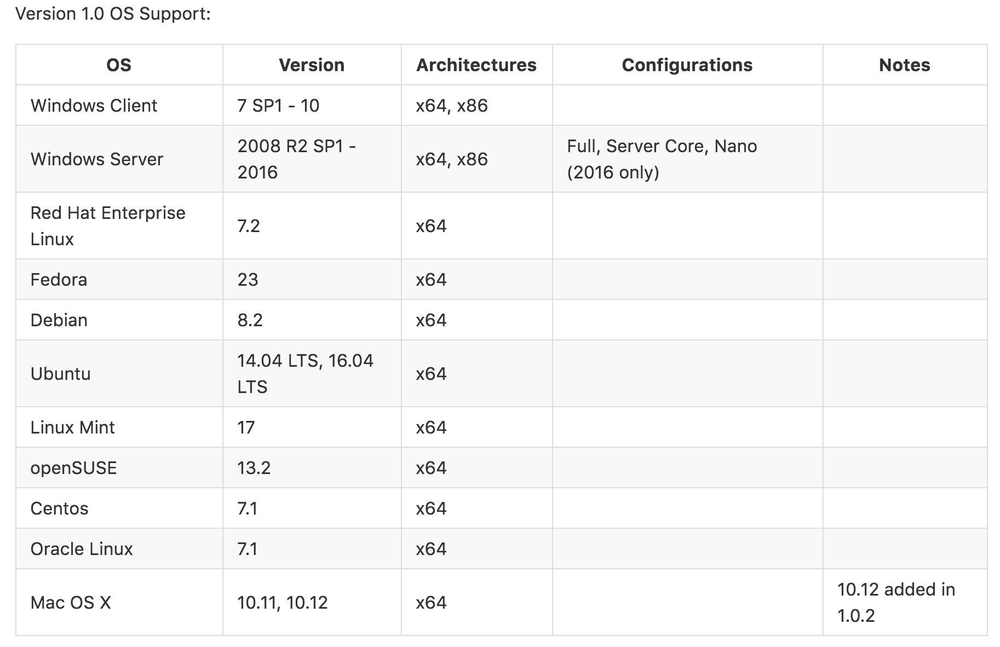 Version 1.0 OS Support:
OS Version Architectures Configurations Notes
Windows Client 7 SP1 - 10 x64, x86
Windows Server 2008 R2 SP1 - 2016 x64, x86 Full, Server Core, Nano (2016 only)
Red Hat Enterprise Linux 7.2 x64
Fedora 23 x64
Debian 8.2 x64
Ubuntu 14.04 LTS, 16.04 LTS x64
Linux Mint 17 x64
openSUSE 13.2 x64
Centos 7.1 x64
Oracle Linux 7.1 x64
Mac OS X 10.11, 10.12 x64 10.12 added in 1.0.2